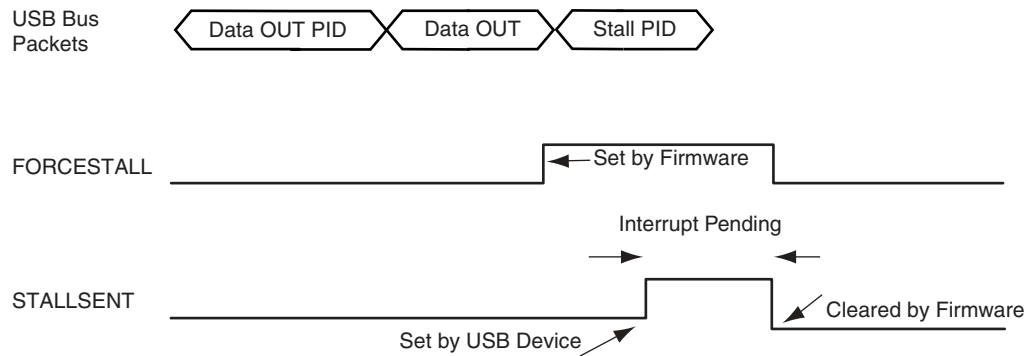 USB Bus
Packets
Data OUT PID
Data OUT
Stall PID
FORCESTALL
Set by Firmware
Interrupt Pending
STALLSENT
Cleared by Firmware
Set by USB Device